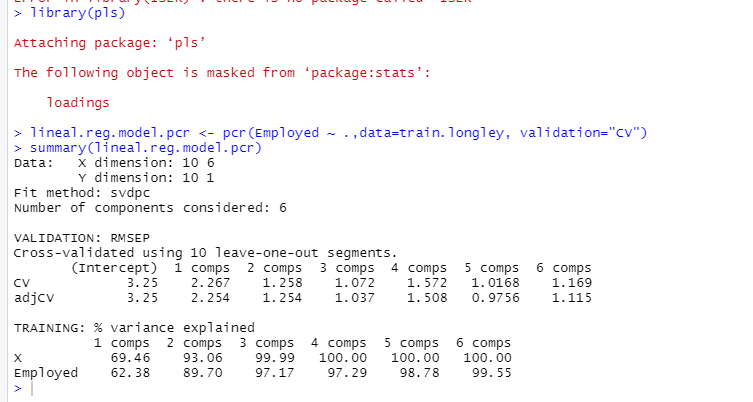 > library(pls)
Attaching package: ‘pls’
The following object is masked from ‘package:stats’:
loadings
> lineal.reg.model.pcr <- pcr(Employed ~ .,data=train.longley, validation="CV")
> summary(lineal.reg.model.pcr)
Data: X dimension: 10 6
Y dimension: 10 1
Fit method: svdpc
Number of components considered: 6
VALIDATION: RMSEP
Cross-validated using 10 leave-one-out segments.
(Intercept) 1 comps 2 comps 3 comps 4 comps 5 comps 6 comps
CV 3.25 2.267 1.258 1.072 1.572 1.0168 1.169
adjCV 3.25 2.254 1.254 1.037 1.508 0.9756 1.115
TRAINING: % variance explained
1 comps 2 comps 3 comps 4 comps 5 comps 6 comps
X 69.46 93.06 99.99 100.00 100.00 100.00
Employed 62.38 89.70 97.17 97.29 98.78 99.55
>